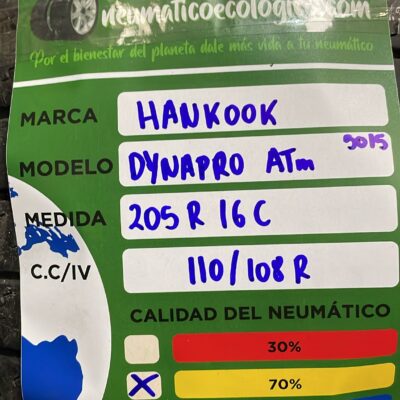 neumaticoecologico.com
Por el bienestar del planeta dale más vida a tu neumático
MARCA HANKOOK
MODELO DYNAPRO ATm 3015
MEDIDA 205 R 16 C
C.C/IV 110/108 R
CALIDAD DEL NEUMÁTICO
30%
X 70%